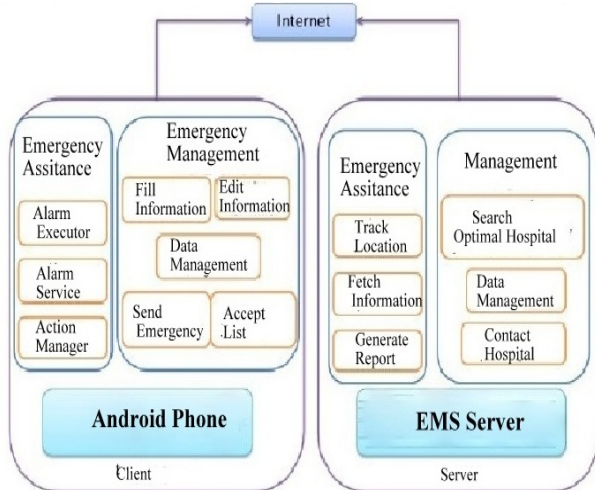 Internet
Emergency
Assitance
Alarm
Executor
Alarm
Service
Action
Manager
Emergency
Management
Fill
Information
Edit
Information
Data
Management
Send
Emergency
Accept
List
Android Phone
Client
Emergency
Assitance
Track
Location
Fetch
Information
Generate
Report
Management
Search
Optimal Hospital
Data
Management
Contact
Hospital
EMS Server
Server